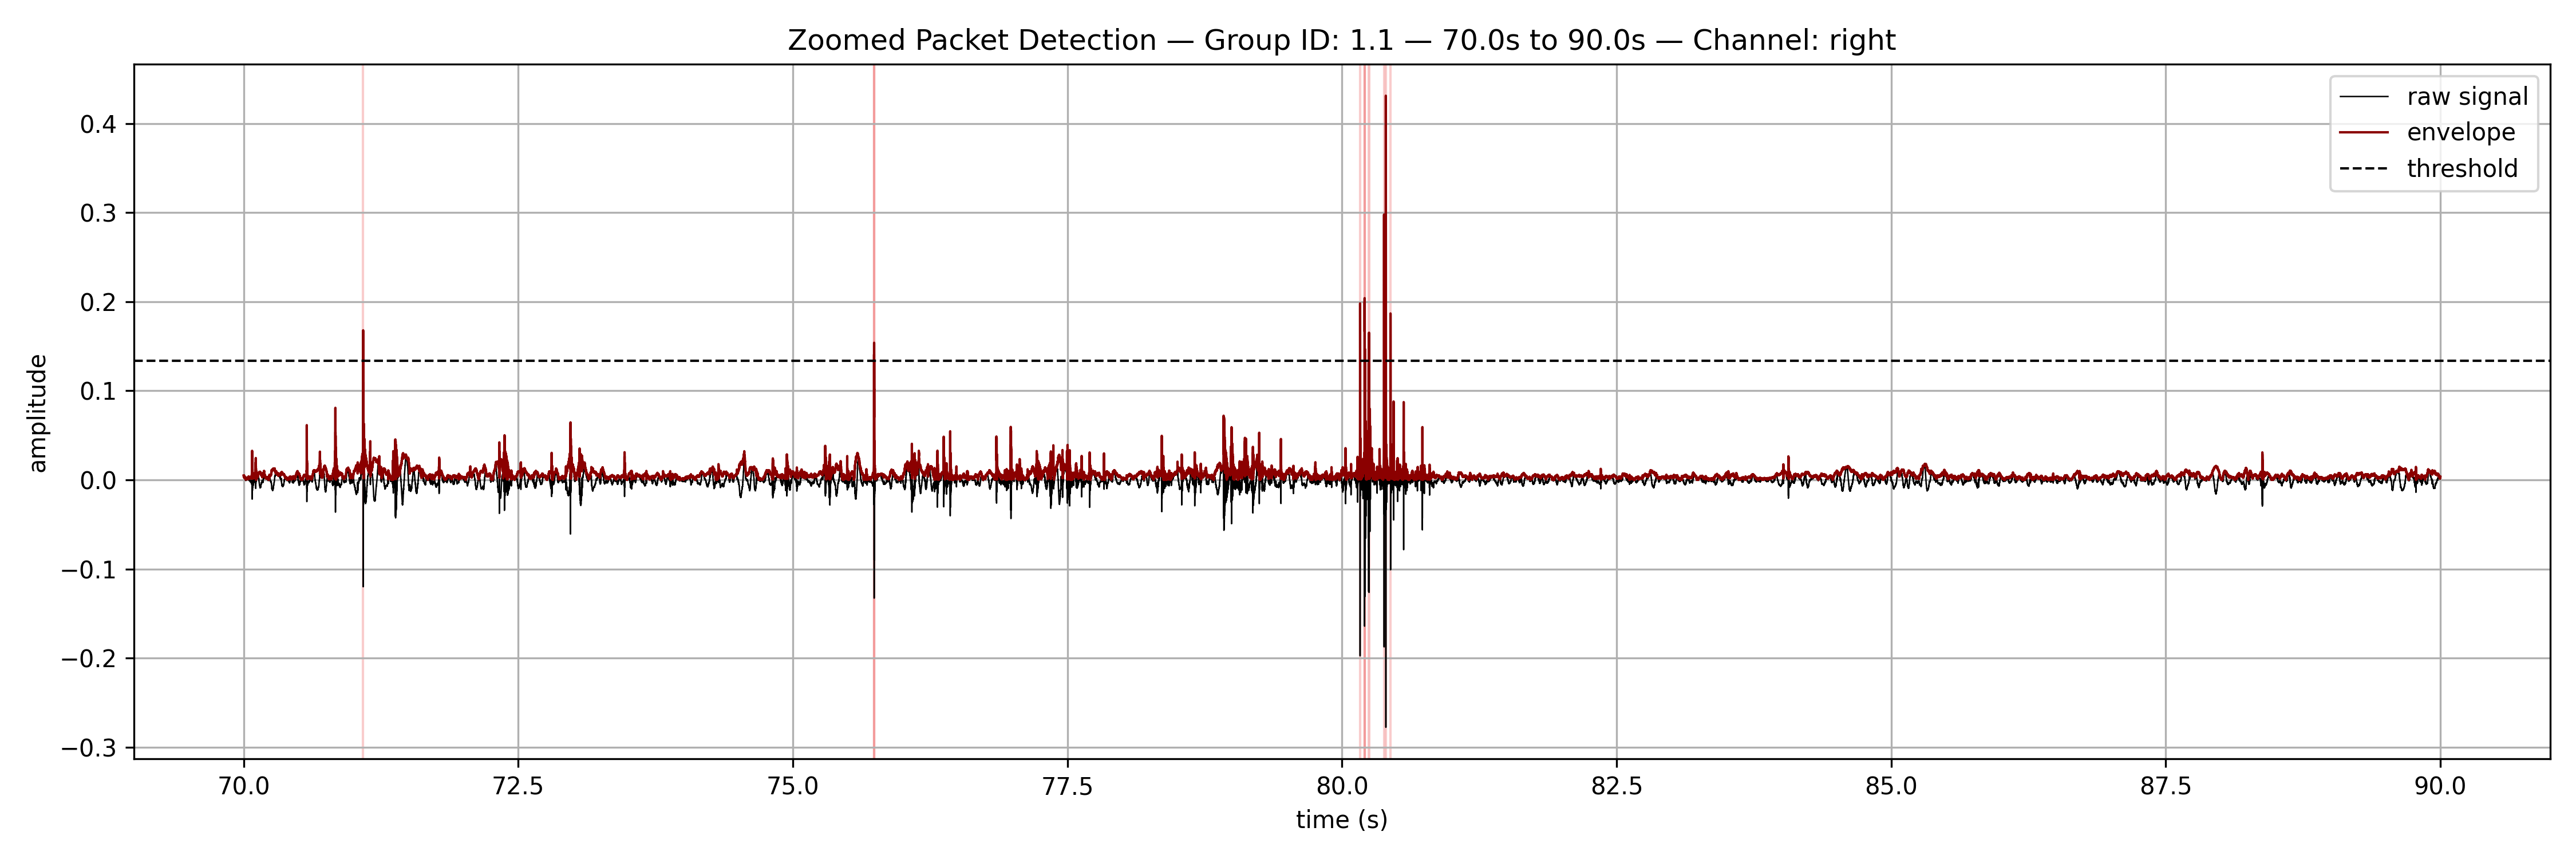 Zoomed Packet Detection — Group ID: 1.1 — 70.0s to 90.0s — Channel: right
raw signal
envelope
threshold
amplitude
0.4
0.3
0.2
0.1
0.0
−0.1
−0.2
−0.3
70.0 72.5 75.0 77.5 80.0 82.5 85.0 87.5 90.0
time (s)